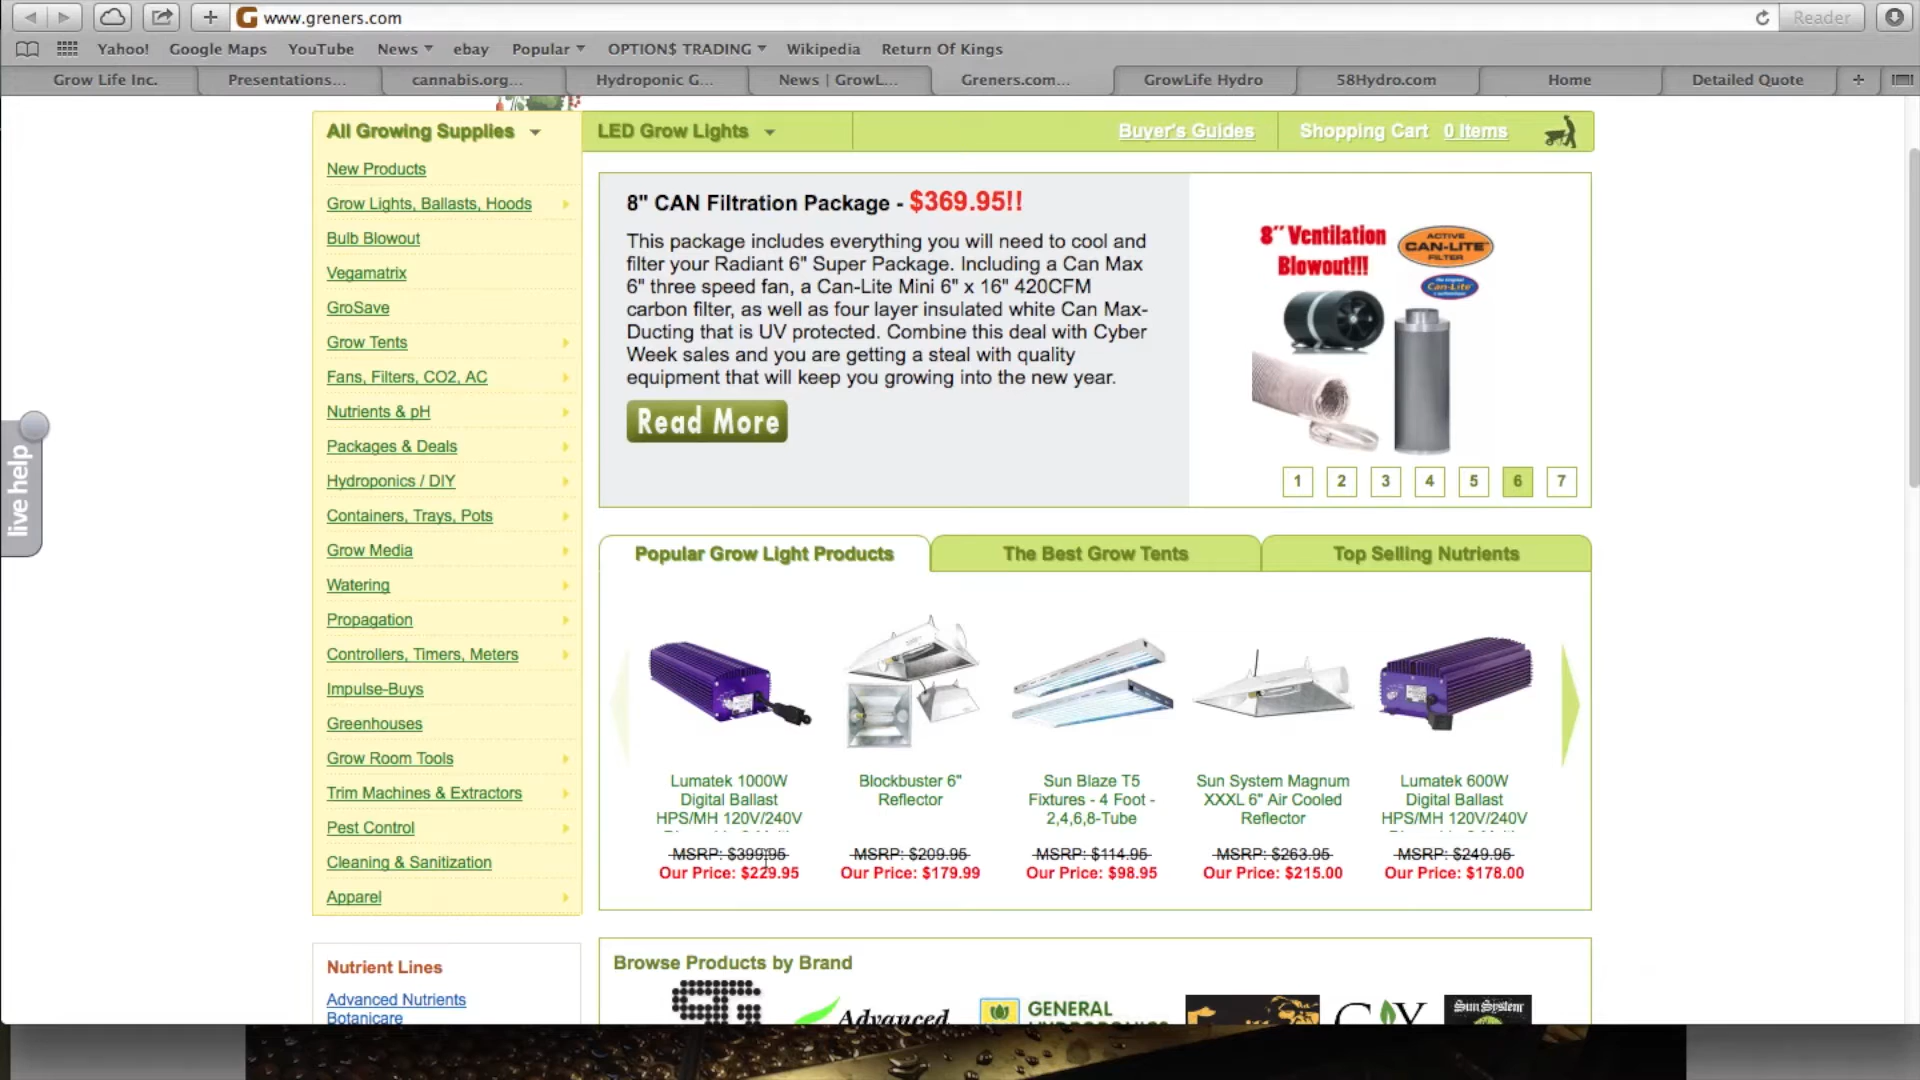 www.greners.com
Reader
Yahoo! Google Maps YouTube News ebay Popular OPTION$ TRADING Wikipedia Return Of Kings
Grow Life Inc. Presentations... cannabis.org... Hydroponic G... News | GrowL... Greners.com... GrowLife Hydro 58Hydro.com Home Detailed Quote
All Growing Supplies
LED Grow Lights
Buyer's Guides
Shopping Cart 0 Items
New Products
Grow Lights, Ballasts, Hoods
Bulb Blowout
Vegamatrix
GroSave
Grow Tents
Fans, Filters, CO2, AC
Nutrients & pH
Packages & Deals
Hydroponics / DIY
Containers, Trays, Pots
Grow Media
Watering
Propagation
Controllers, Timers, Meters
Impulse-Buys
Greenhouses
Grow Room Tools
Trim Machines & Extractors
Pest Control
Cleaning & Sanitization
Apparel
live help
Nutrient Lines
Advanced Nutrients
Botanicare
8" CAN Filtration Package - $369.95!!
This package includes everything you will need to cool and
filter your Radiant 6" Super Package. Including a Can Max
6" three speed fan, a Can-Lite Mini 6" x 16" 420CFM
carbon filter, as well as four layer insulated white Can Max-
Ducting that is UV protected. Combine this deal with Cyber
Week sales and you are getting a steal with quality
equipment that will keep you growing into the new year.
Read More
8" Ventilation
Blowout!!!
ACTIVE
CAN-LITE
FILTER
Can-Lite
1 2 3 4 5 6 7
Popular Grow Light Products
The Best Grow Tents
Top Selling Nutrients
Lumatek 1000W
Digital Ballast
HPS/MH 120V/240V
MSRP: $399.95
Our Price: $229.95
Blockbuster 6"
Reflector
MSRP: $209.95
Our Price: $179.99
Sun Blaze T5
Fixtures - 4 Foot -
2,4,6,8-Tube
MSRP: $114.95
Our Price: $98.95
Sun System Magnum
XXXL 6" Air Cooled
Reflector
MSRP: $263.95
Our Price: $215.00
Lumatek 600W
Digital Ballast
HPS/MH 120V/240V
MSRP: $249.95
Our Price: $178.00
Browse Products by Brand
Advanced
GENERAL
HYDROPONICS
Sun System